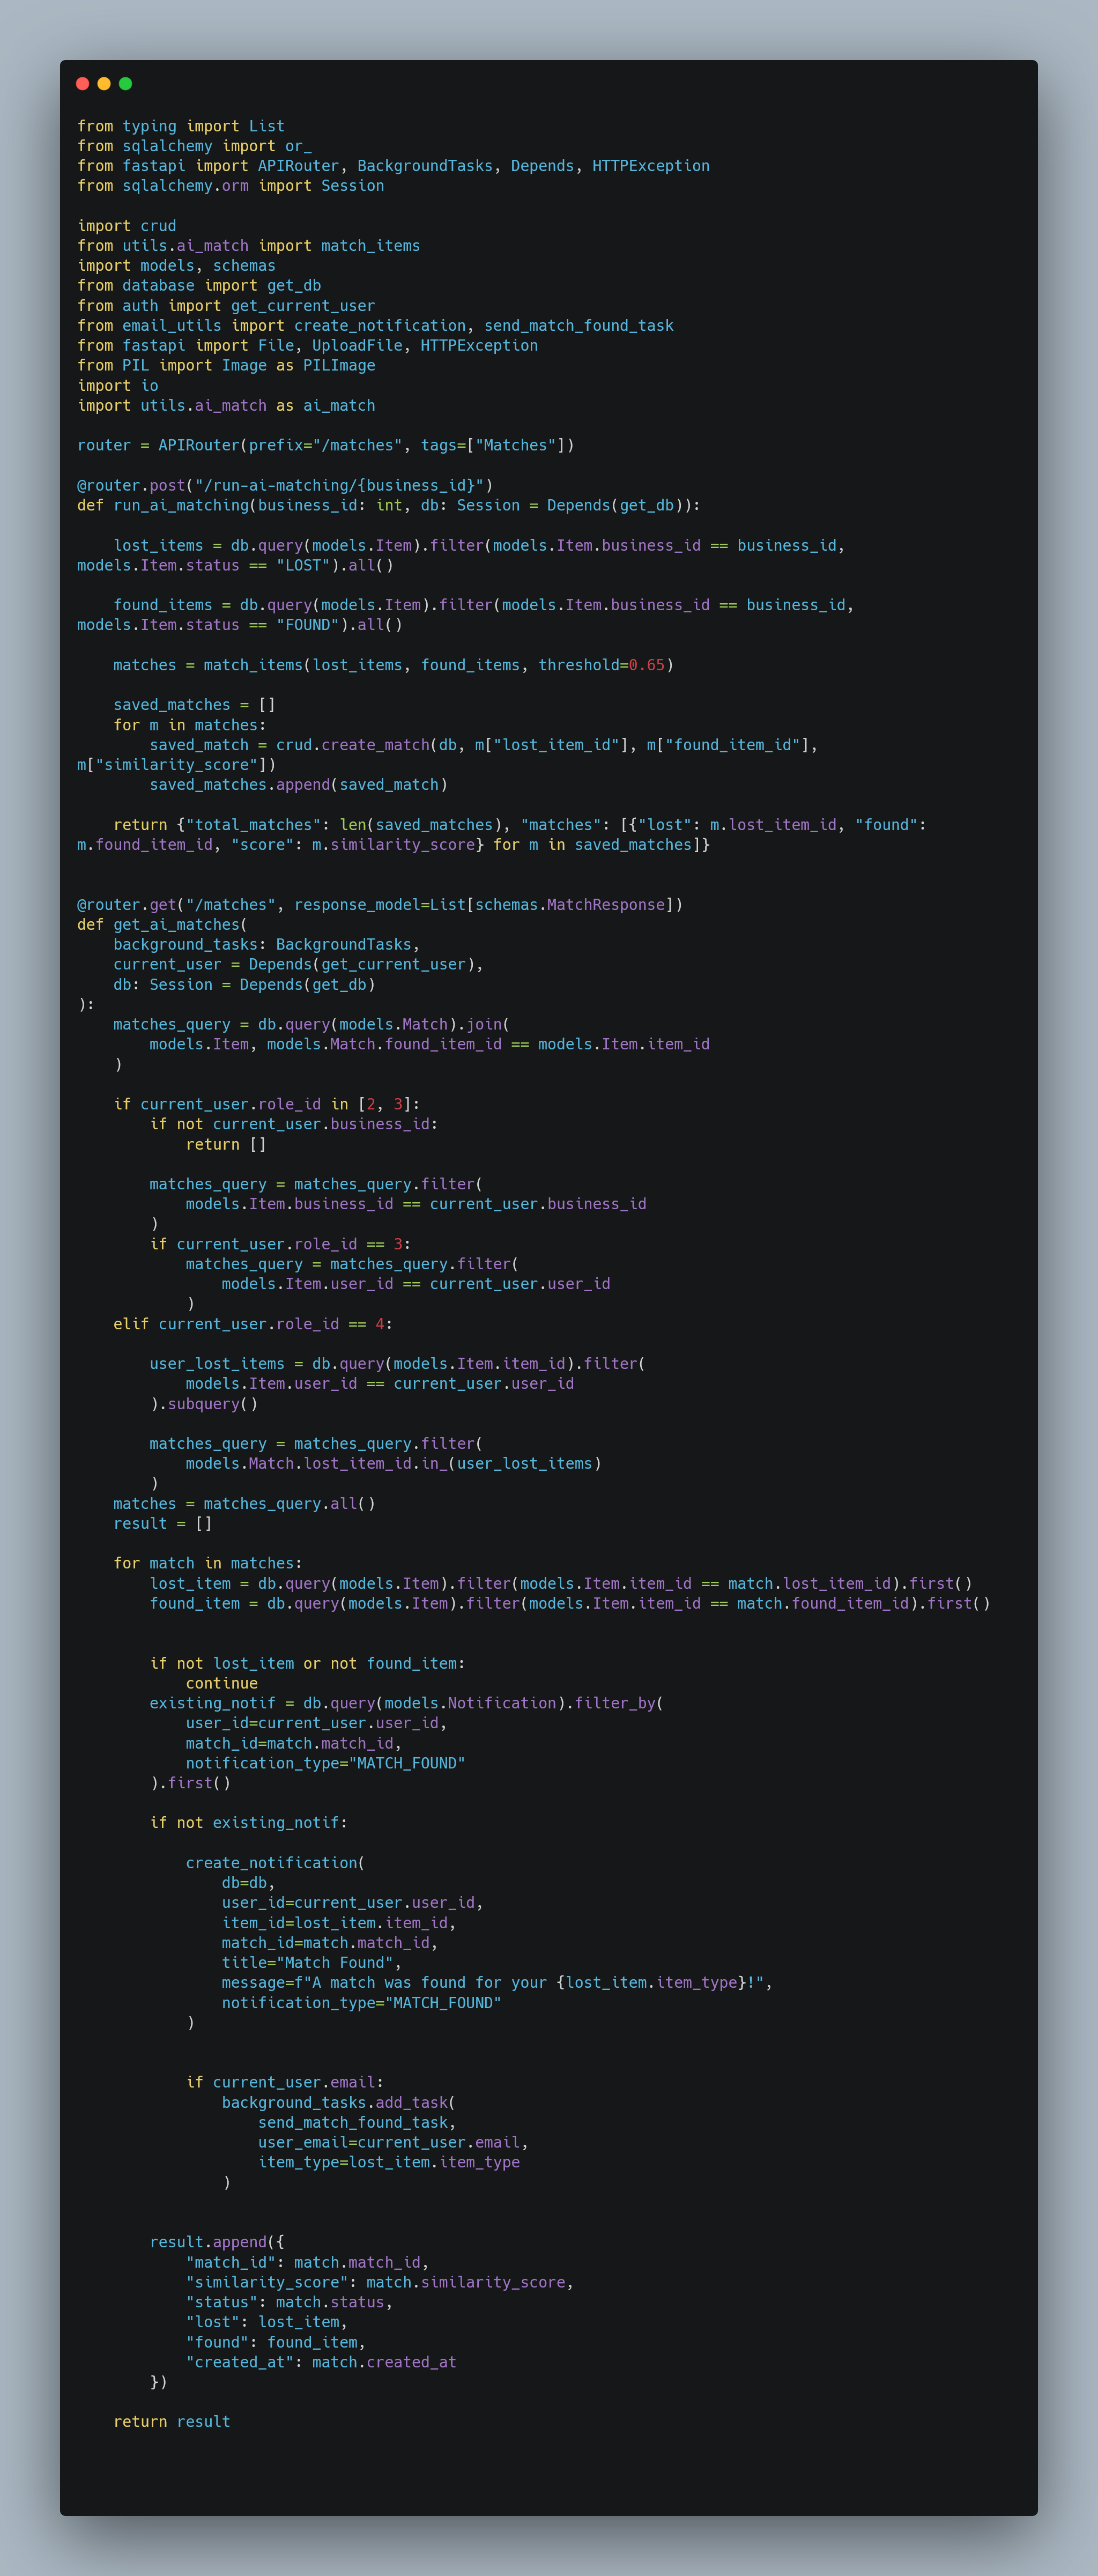 from typing import List
from sqlalchemy import or_
from fastapi import APIRouter, BackgroundTasks, Depends, HTTPException
from sqlalchemy.orm import Session

import crud
from utils.ai_match import match_items
import models, schemas
from database import get_db
from auth import get_current_user
from email_utils import create_notification, send_match_found_task
from fastapi import File, UploadFile, HTTPException
from PIL import Image as PILImage
import io
import utils.ai_match as ai_match

router = APIRouter(prefix="/matches", tags=["Matches"])

@router.post("/run-ai-matching/{business_id}")
def run_ai_matching(business_id: int, db: Session = Depends(get_db)):

    lost_items = db.query(models.Item).filter(models.Item.business_id == business_id,
models.Item.status == "LOST").all()

    found_items = db.query(models.Item).filter(models.Item.business_id == business_id,
models.Item.status == "FOUND").all()

    matches = match_items(lost_items, found_items, threshold=0.65)

    saved_matches = []
    for m in matches:
        saved_match = crud.create_match(db, m["lost_item_id"], m["found_item_id"],
m["similarity_score"])
        saved_matches.append(saved_match)

    return {"total_matches": len(saved_matches), "matches": [{"lost": m.lost_item_id, "found":
m.found_item_id, "score": m.similarity_score} for m in saved_matches]}


@router.get("/matches", response_model=List[schemas.MatchResponse])
def get_ai_matches(
    background_tasks: BackgroundTasks,
    current_user = Depends(get_current_user),
    db: Session = Depends(get_db)
):
    matches_query = db.query(models.Match).join(
        models.Item, models.Match.found_item_id == models.Item.item_id
    )

    if current_user.role_id in [2, 3]:
        if not current_user.business_id:
            return []

        matches_query = matches_query.filter(
            models.Item.business_id == current_user.business_id
        )
        if current_user.role_id == 3:
            matches_query = matches_query.filter(
                models.Item.user_id == current_user.user_id
            )
    elif current_user.role_id == 4:

        user_lost_items = db.query(models.Item.item_id).filter(
            models.Item.user_id == current_user.user_id
        ).subquery()

        matches_query = matches_query.filter(
            models.Match.lost_item_id.in_(user_lost_items)
        )
    matches = matches_query.all()
    result = []

    for match in matches:
        lost_item = db.query(models.Item).filter(models.Item.item_id == match.lost_item_id).first()
        found_item = db.query(models.Item).filter(models.Item.item_id == match.found_item_id).first()


        if not lost_item or not found_item:
            continue
        existing_notif = db.query(models.Notification).filter_by(
            user_id=current_user.user_id,
            match_id=match.match_id,
            notification_type="MATCH_FOUND"
        ).first()

        if not existing_notif:

            create_notification(
                db=db,
                user_id=current_user.user_id,
                item_id=lost_item.item_id,
                match_id=match.match_id,
                title="Match Found",
                message=f"A match was found for your {lost_item.item_type}!",
                notification_type="MATCH_FOUND"
            )


            if current_user.email:
                background_tasks.add_task(
                    send_match_found_task,
                    user_email=current_user.email,
                    item_type=lost_item.item_type
                )


        result.append({
            "match_id": match.match_id,
            "similarity_score": match.similarity_score,
            "status": match.status,
            "lost": lost_item,
            "found": found_item,
            "created_at": match.created_at
        })

    return result